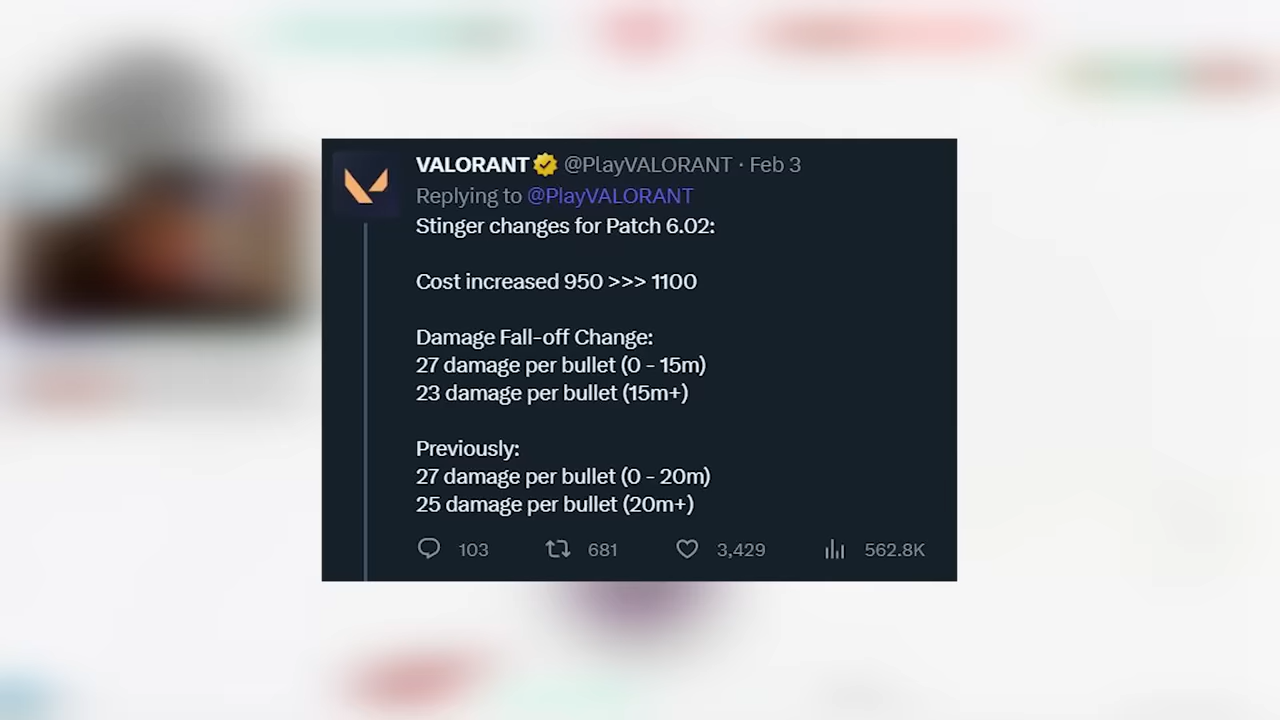 VALORANT @PlayVALORANT · Feb 3
Replying to @PlayVALORANT
Stinger changes for Patch 6.02:
Cost increased 950 >>> 1100
Damage Fall-off Change:
27 damage per bullet (0 - 15m)
23 damage per bullet (15m+)
Previously:
27 damage per bullet (0 - 20m)
25 damage per bullet (20m+)
103 681 3,429 562.8K